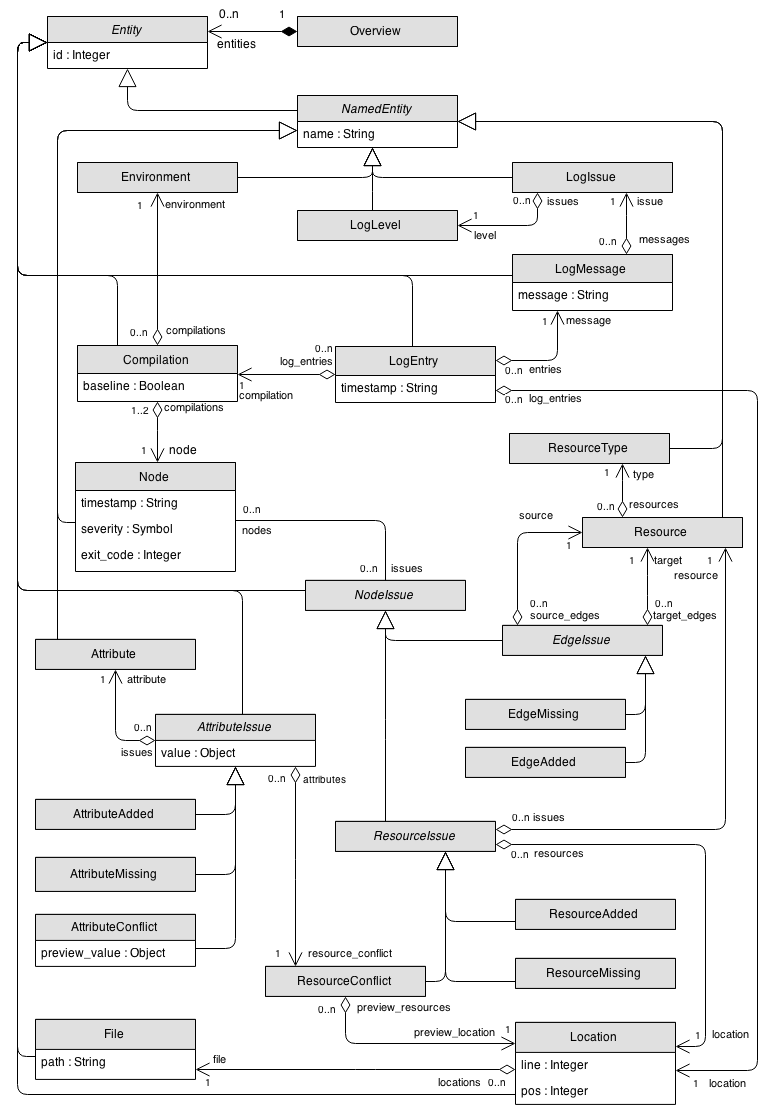 Entity
id : Integer
0..n
1
entities
Overview
NamedEntity
name : String
Environment
LogIssue
1
environment
0..n
issues
1
issue
LogLevel
1
level
0..n
messages
LogMessage
message : String
1
message
0..n
compilations
Compilation
baseline : Boolean
0..n
log_entries
1
compilation
LogEntry
timestamp : String
0..n
entries
0..n
log_entries
1..2
compilations
1
node
Node
timestamp : String
severity : Symbol
exit_code : Integer
0..n
nodes
ResourceType
1
type
0..n
resources
source
1
Resource
1
target
1
resource
0..n
issues
NodeIssue
0..n
source_edges
0..n
target_edges
EdgeIssue
Attribute
1
attribute
0..n
issues
AttributeIssue
value : Object
EdgeMissing
EdgeAdded
0..n
attributes
AttributeAdded
ResourceIssue
0..n
issues
0..n
resources
AttributeMissing
AttributeConflict
preview_value : Object
ResourceAdded
1
resource_conflict
ResourceConflict
ResourceMissing
0..n
preview_resources
preview_location
1
File
path : String
file
1
locations
0..n
Location
line : Integer
pos : Integer
1
location
1
location